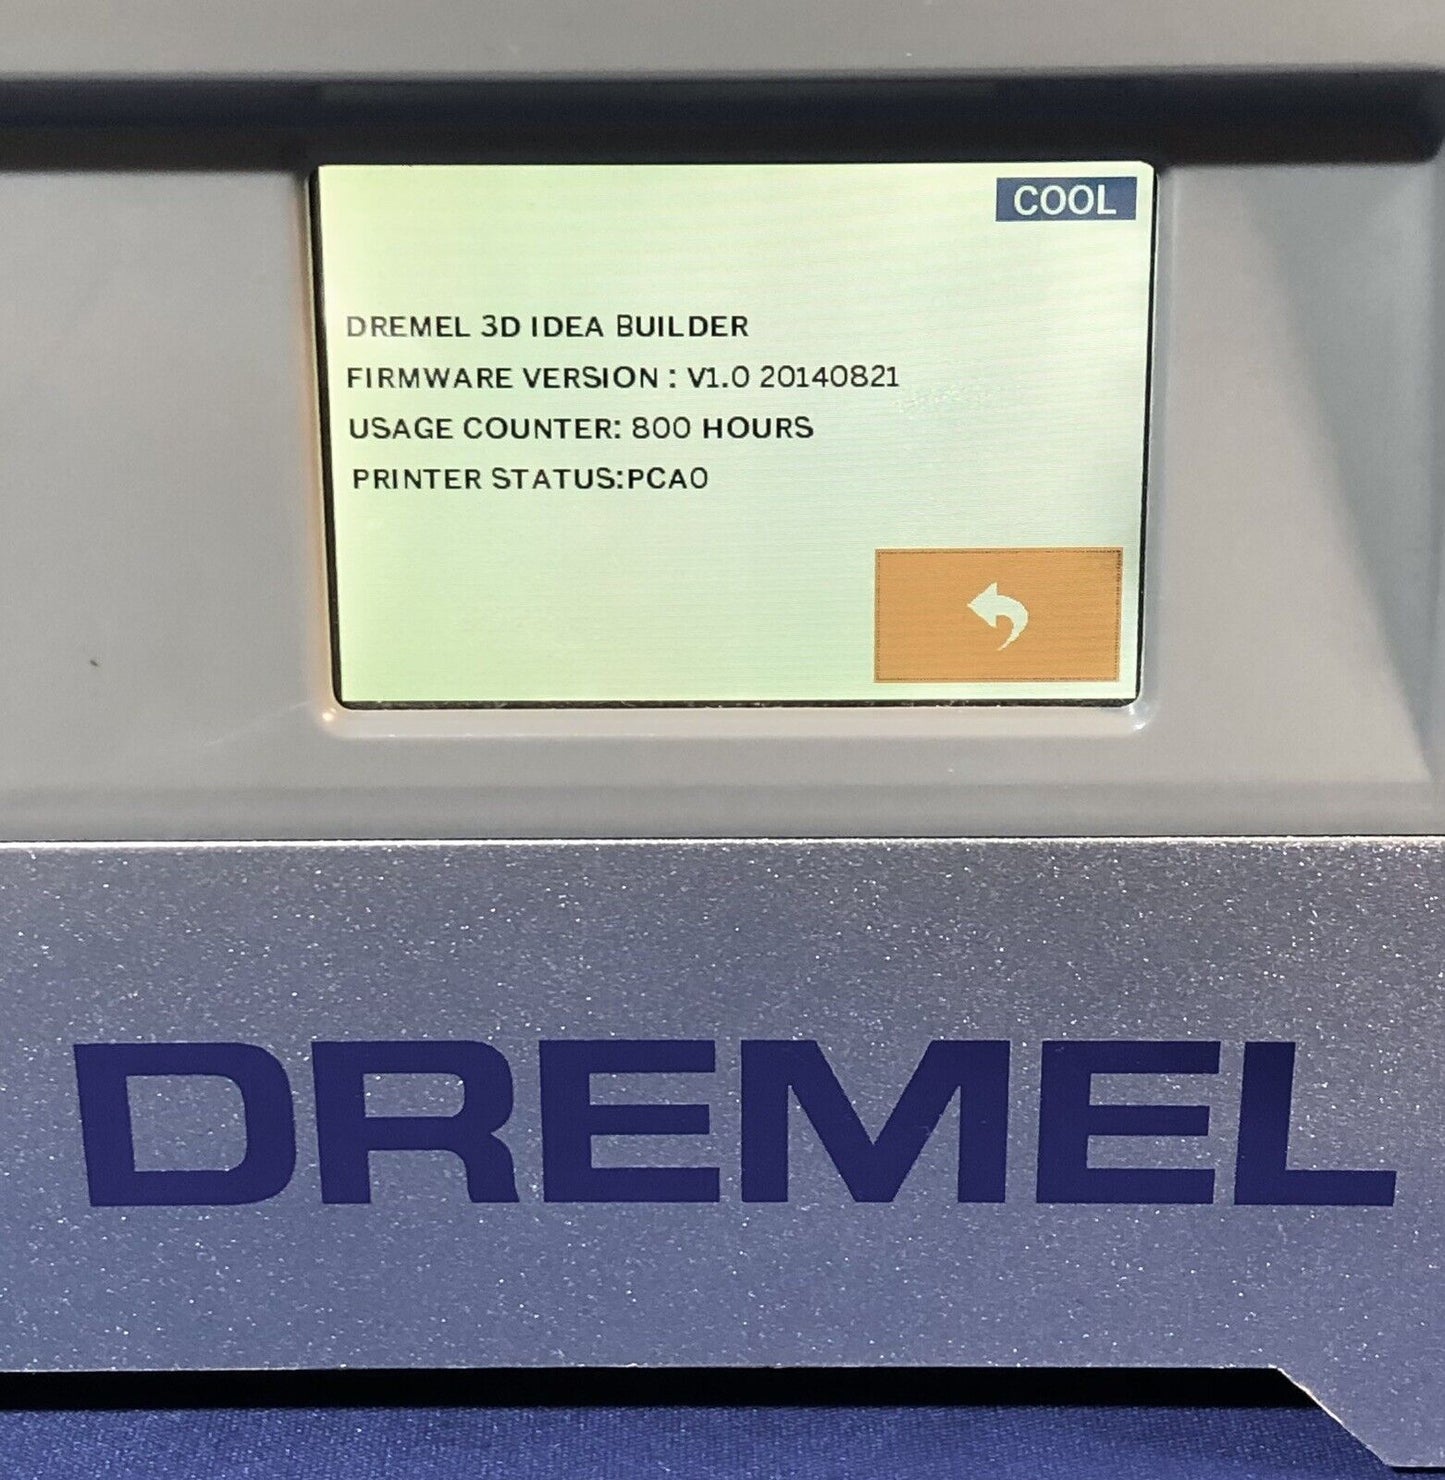 COOL
DREMEL 3D IDEA BUILDER
FIRMWARE VERSION : V1.0 20140821
USAGE COUNTER: 800 HOURS
PRINTER STATUS:PCA0
DREMEL